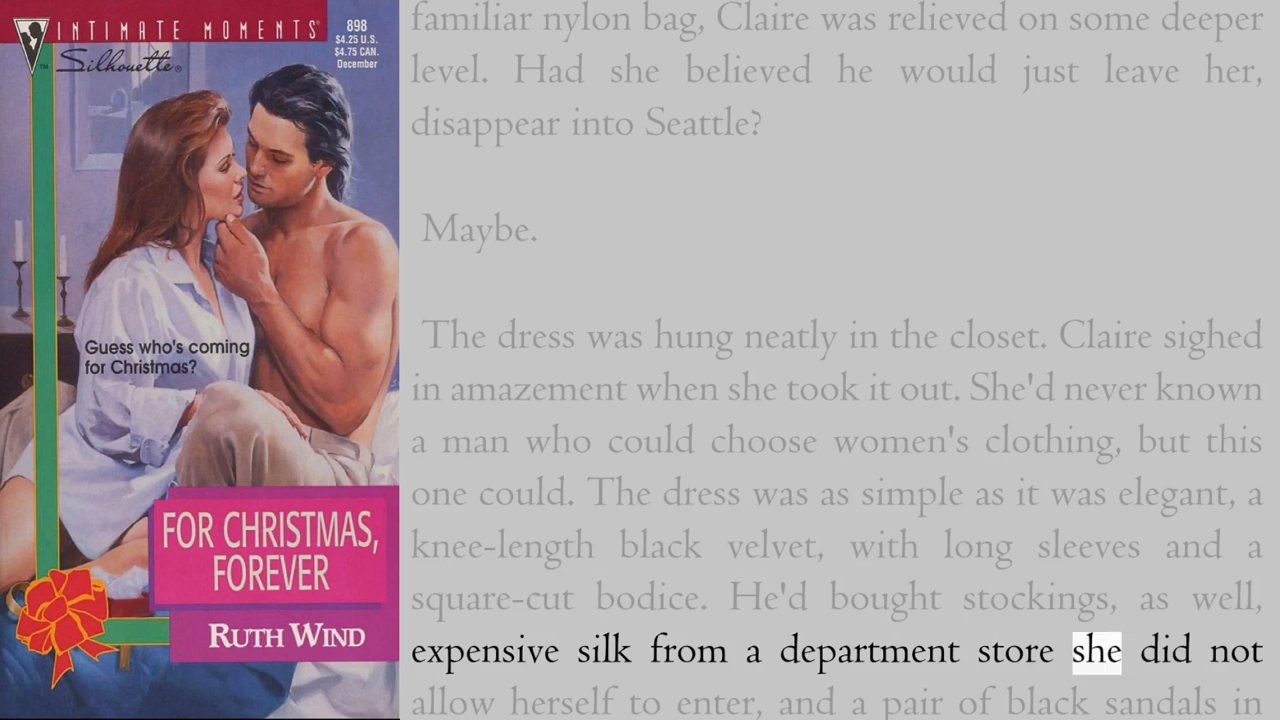 INTIMATE MOMENTS®
Silhouette®
TM
898
$4.25 U.S.
$4.75 CAN.
December
Guess who's coming
for Christmas?
FOR CHRISTMAS,
FOREVER
RUTH WIND
familiar nylon bag, Claire was relieved on some deeper
level. Had she believed he would just leave her,
disappear into Seattle?
Maybe.
The dress was hung neatly in the closet. Claire sighed
in amazement when she took it out. She'd never known
a man who could choose women's clothing, but this
one could. The dress was as simple as it was elegant, a
knee-length black velvet, with long sleeves and a
square-cut bodice. He'd bought stockings, as well,
expensive silk from a department store she did not
allow herself to enter, and a pair of black sandals in